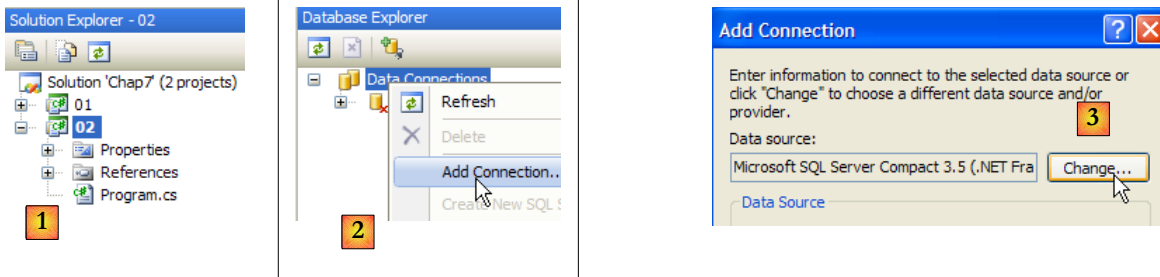 Solution Explorer - 02
Solution 'Chap7' (2 projects)
01
02
Properties
References
Program.cs
1
Database Explorer
Data Connections
Refresh
Delete
Add Connection..
Create New SQL
2
Add Connection
Enter information to connect to the selected data source or
click "Change" to choose a different data source and/or
provider.
3
Data source:
Microsoft SQL Server Compact 3.5 (.NET Fra
Change...
Data Source